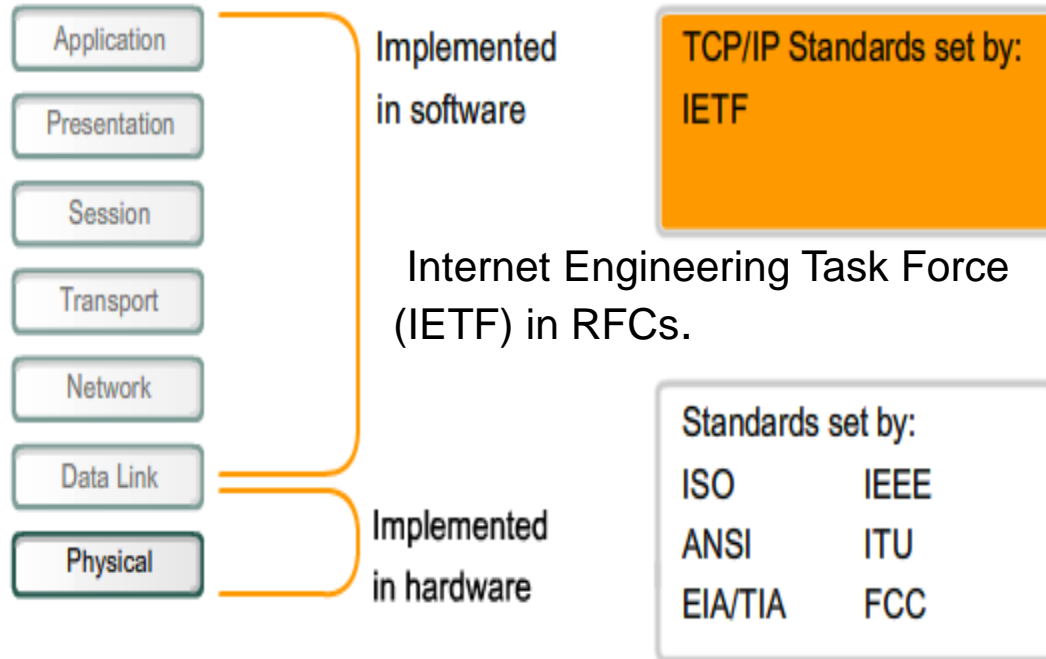 Application
Presentation
Session
Transport
Network
Data Link
Physical
Implemented
in software
Implemented
in hardware
TCP/IP Standards set by:
IETF
Internet Engineering Task Force
(IETF) in RFCs.
Standards set by:
ISO IEEE
ANSI ITU
EIA/TIA FCC